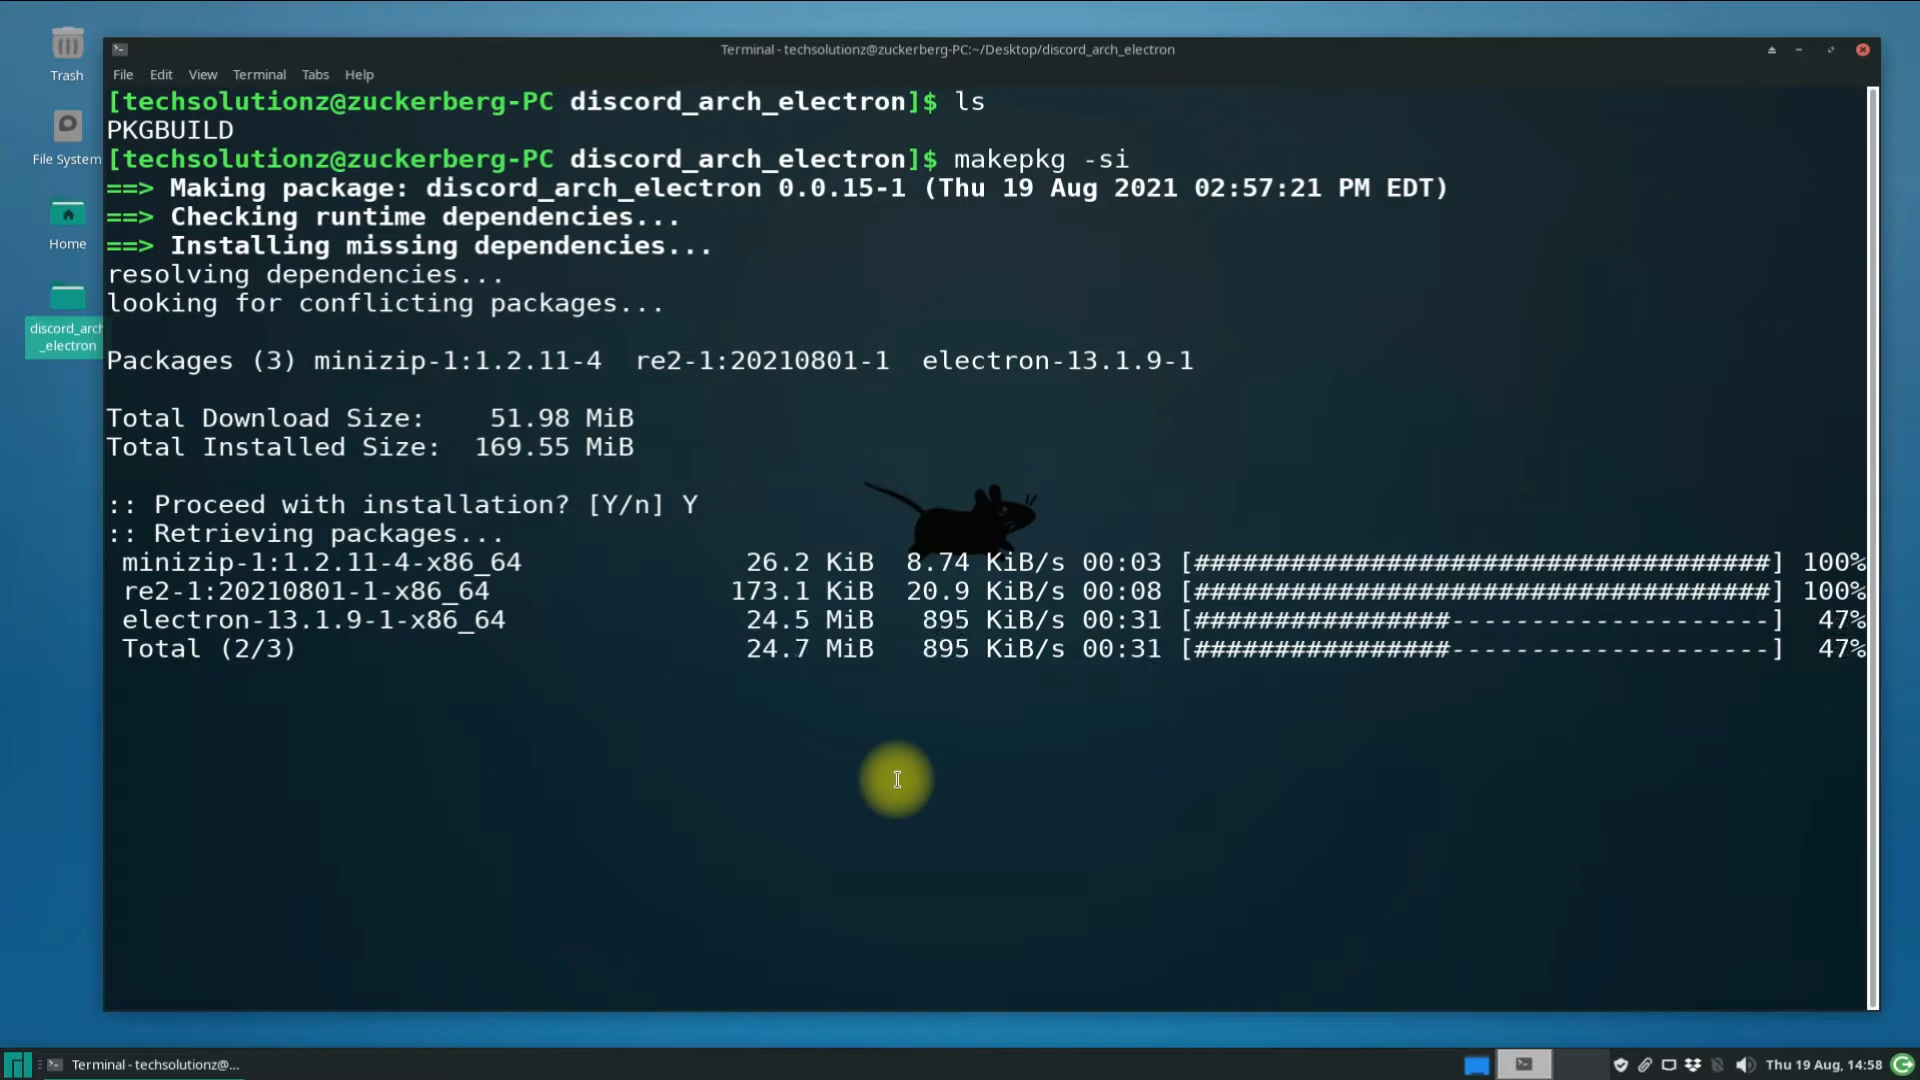 Trash
File System
Home
discord_arch
_electron
Terminal - techsolutionz@zuckerberg-PC:~/Desktop/discord_arch_electron
File Edit View Terminal Tabs Help
[techsolutionz@zuckerberg-PC discord_arch_electron]$ ls
PKGBUILD
[techsolutionz@zuckerberg-PC discord_arch_electron]$ makepkg -si
==> Making package: discord_arch_electron 0.0.15-1 (Thu 19 Aug 2021 02:57:21 PM EDT)
==> Checking runtime dependencies...
==> Installing missing dependencies...
resolving dependencies...
looking for conflicting packages...
Packages (3) minizip-1:1.2.11-4  re2-1:20210801-1  electron-13.1.9-1
Total Download Size:    51.98 MiB
Total Installed Size:  169.55 MiB
:: Proceed with installation? [Y/n] Y
:: Retrieving packages...
minizip-1:1.2.11-4-x86_64 26.2 KiB 8.74 KiB/s 00:03 [####################################] 100%
re2-1:20210801-1-x86_64 173.1 KiB 20.9 KiB/s 00:08 [####################################] 100%
electron-13.1.9-1-x86_64 24.5 MiB 895 KiB/s 00:31 [################--------------------] 47%
Total (2/3) 24.7 MiB 895 KiB/s 00:31 [################--------------------] 47%
Terminal - techsolutionz@...
Thu 19 Aug, 14:58